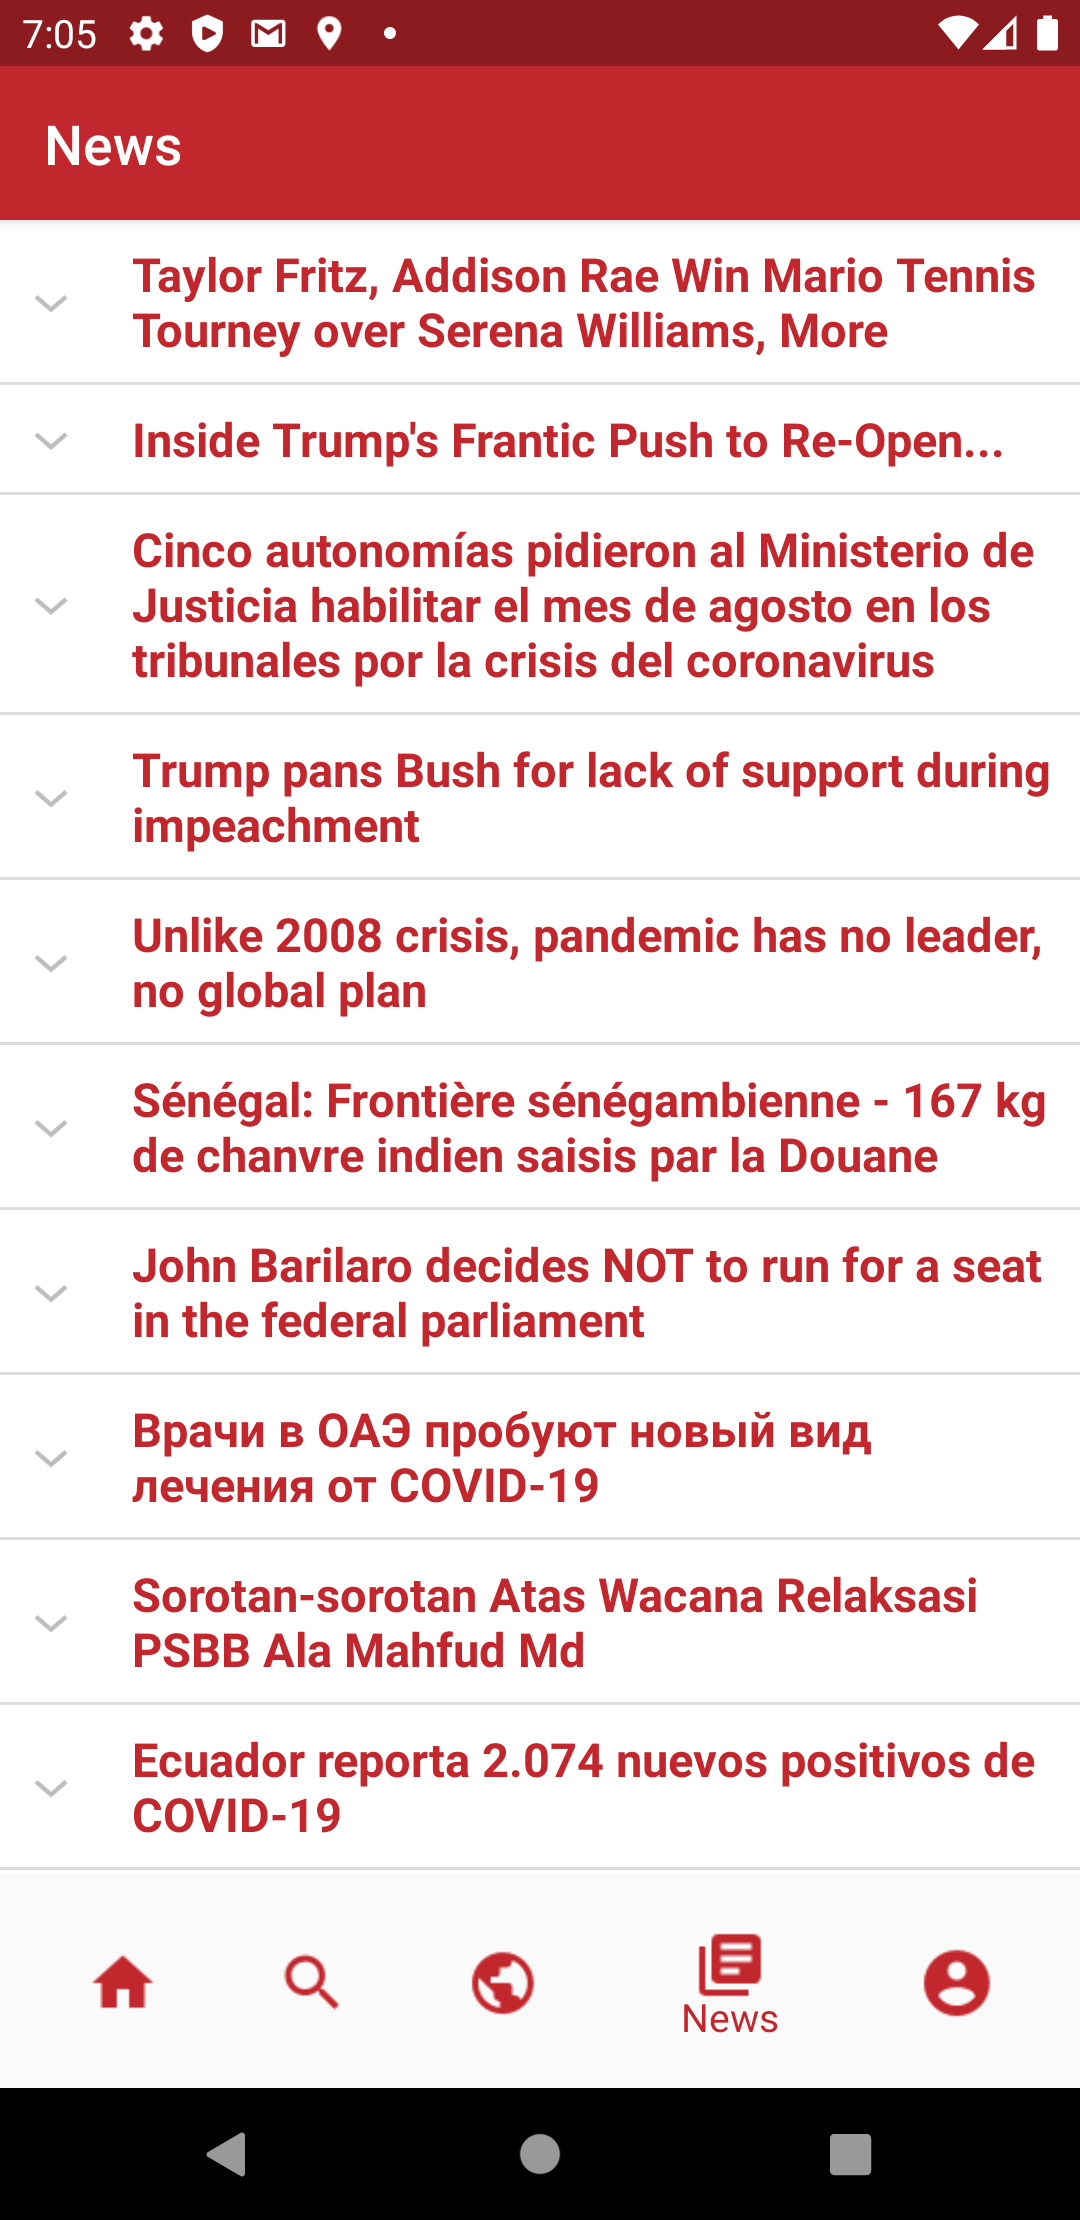 7:05
News
Taylor Fritz, Addison Rae Win Mario Tennis
Tourney over Serena Williams, More
Inside Trump's Frantic Push to Re-Open...
Cinco autonomías pidieron al Ministerio de
Justicia habilitar el mes de agosto en los
tribunales por la crisis del coronavirus
Trump pans Bush for lack of support during
impeachment
Unlike 2008 crisis, pandemic has no leader,
no global plan
Sénégal: Frontière sénégambienne - 167 kg
de chanvre indien saisis par la Douane
John Barilaro decides NOT to run for a seat
in the federal parliament
Врачи в ОАЭ пробуют новый вид
лечения от COVID-19
Sorotan-sorotan Atas Wacana Relaksasi
PSBB Ala Mahfud Md
Ecuador reporta 2.074 nuevos positivos de
COVID-19
News